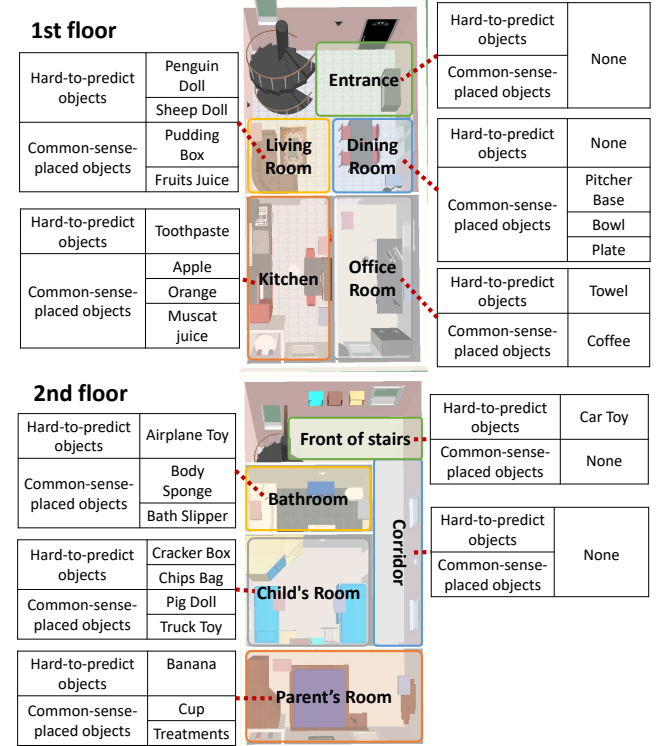 1st floor
Hard-to-predict
objects
Penguin
Doll
Sheep Doll
Common-sense-
placed objects
Pudding
Box
Fruits Juice
Hard-to-predict
objects
Toothpaste
Common-sense-
placed objects
Apple
Orange
Muscat
juice
Entrance
Living
Room
Dining
Room
Kitchen
Office
Room
Hard-to-predict
objects
Common-sense-
placed objects
None
Hard-to-predict
objects
None
Common-sense-
placed objects
Pitcher
Base
Bowl
Plate
Hard-to-predict
objects
Towel
Common-sense-
placed objects
Coffee
2nd floor
Hard-to-predict
objects
Airplane Toy
Common-sense-
placed objects
Body
Sponge
Bath Slipper
Hard-to-predict
objects
Cracker Box
Chips Bag
Common-sense-
placed objects
Pig Doll
Truck Toy
Hard-to-predict
objects
Banana
Common-sense-
placed objects
Cup
Treatments
Front of stairs
Bathroom
Corridor
Child's Room
Parent's Room
Hard-to-predict
objects
Car Toy
Common-sense-
placed objects
None
Hard-to-predict
objects
Common-sense-
placed objects
None